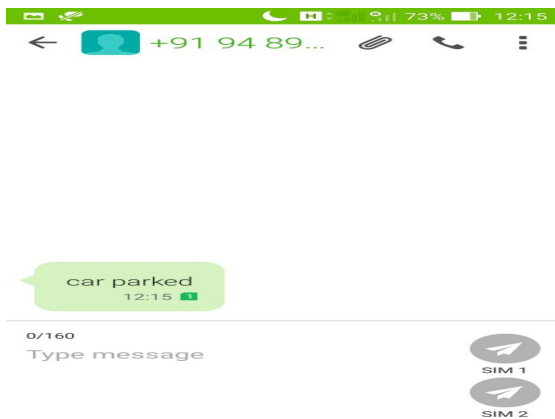 H 73% 12:15
+91 94 89...
car parked
12:15 1
0/160
Type message
SIM 1
SIM 2